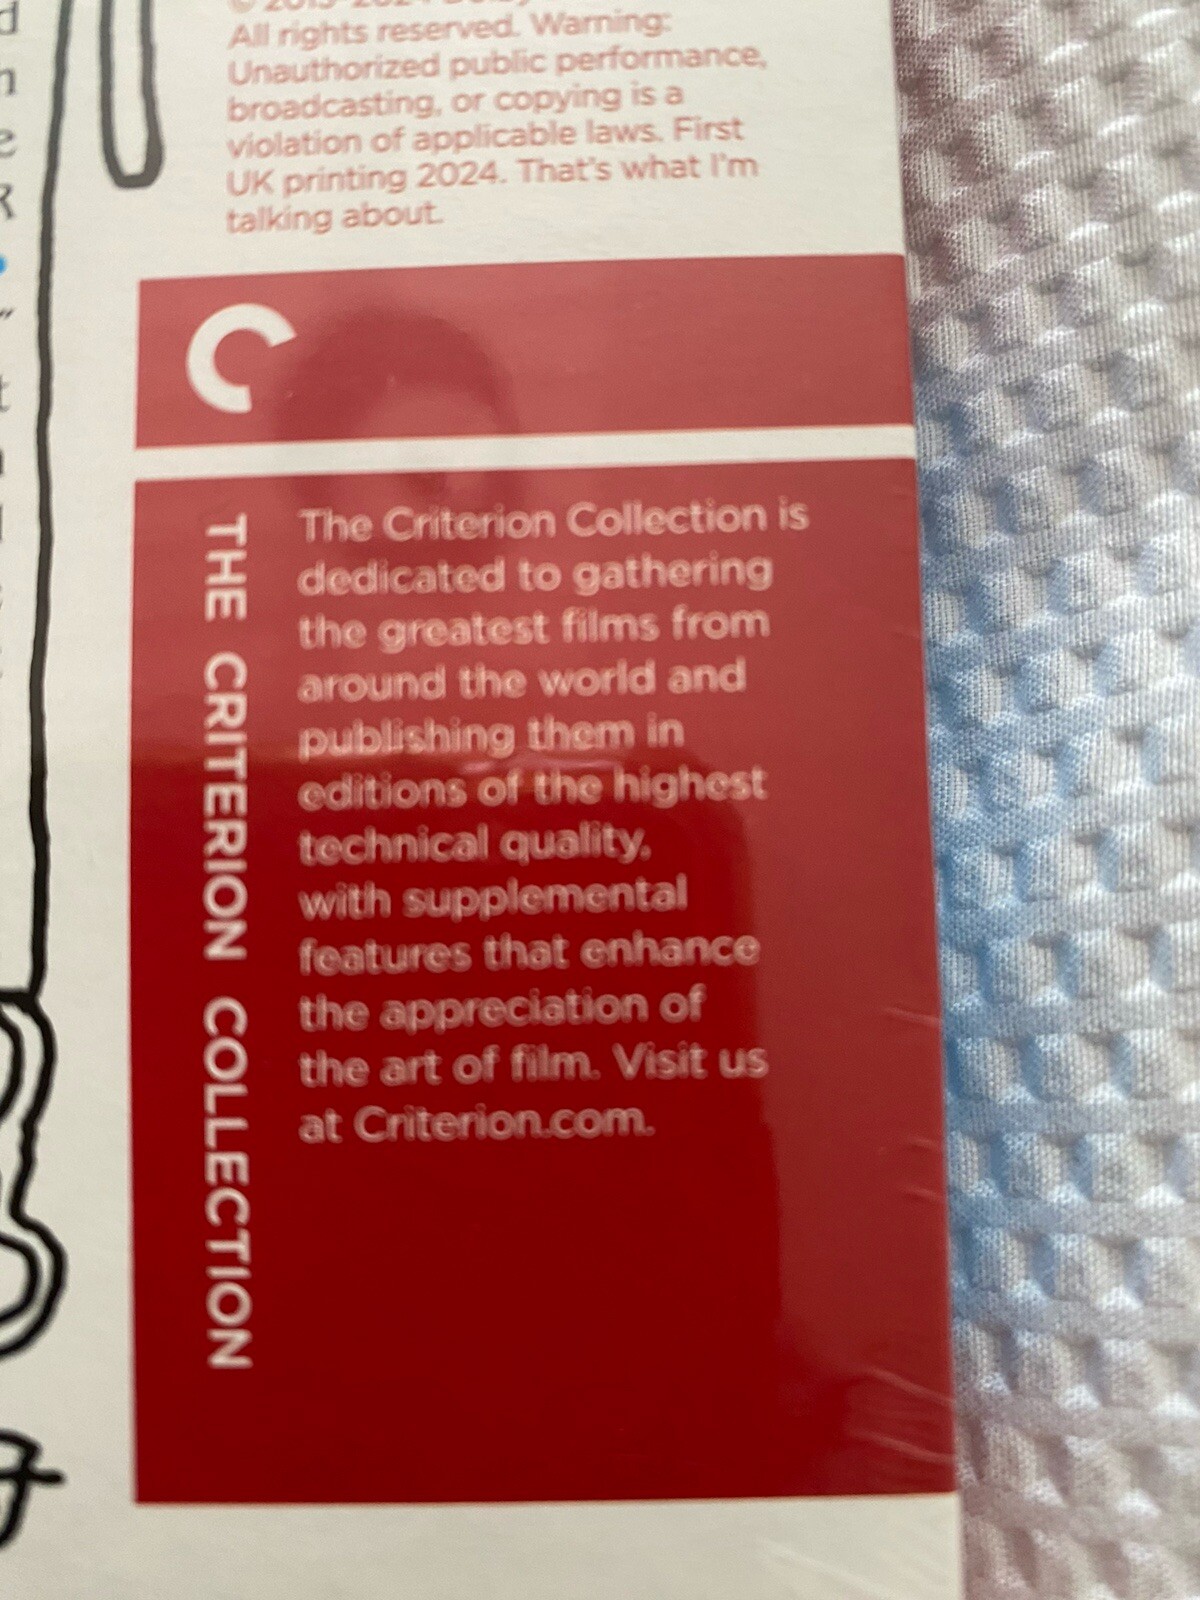 All rights reserved. Warning:
Unauthorized public performance,
broadcasting, or copying is a
violation of applicable laws. First
UK printing 2024. That's what I'm
talking about.
THE CRITERION COLLECTION
The Criterion Collection is
dedicated to gathering
the greatest films from
around the world and
publishing them in
editions of the highest
technical quality,
with supplemental
features that enhance
the appreciation of
the art of film. Visit us
at Criterion.com.